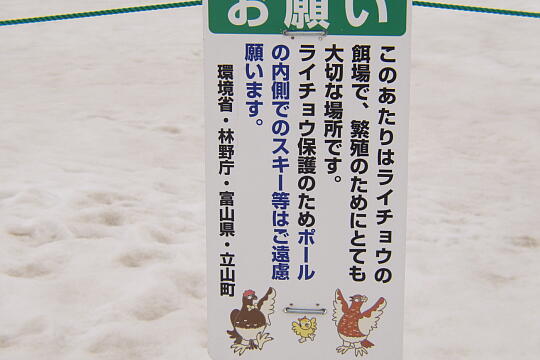 お願い
このあたりはライチョウの
餌場で、繁殖のためにとても
大切な場所です。
ライチョウ保護のためポール
の内側でのスキー等はご遠慮
願います。
環境省・林野庁・富山県・立山町